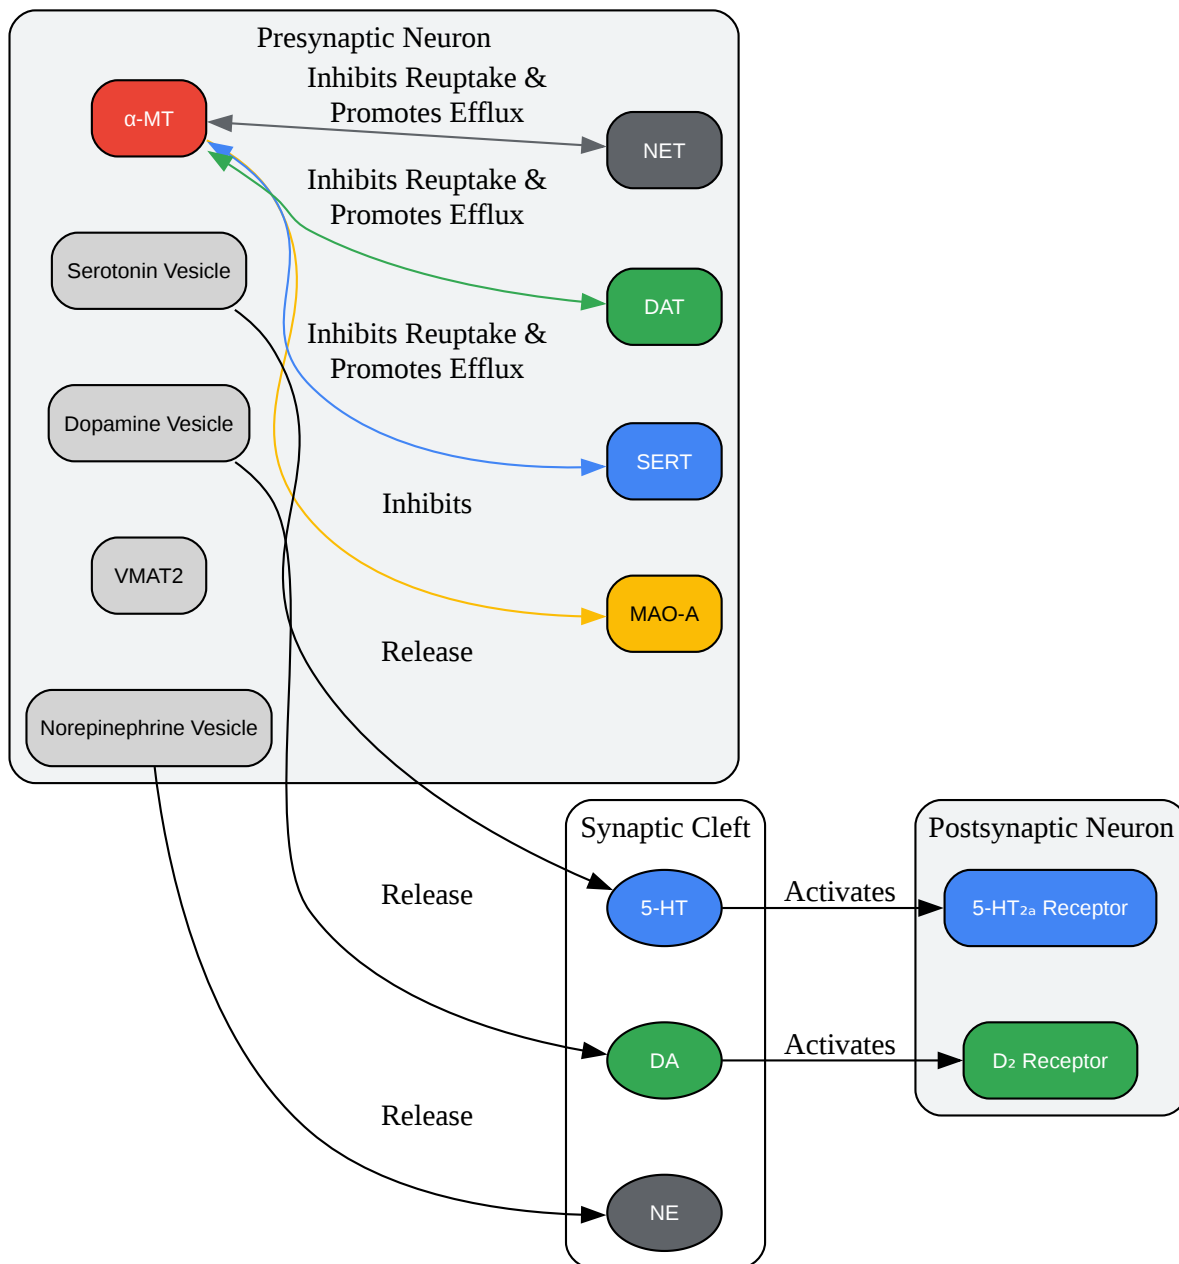 Presynaptic Neuron
α-MT
Inhibits Reuptake &
Promotes Efflux
NET
Inhibits Reuptake &
Promotes Efflux
Serotonin Vesicle
DAT
Inhibits Reuptake &
Promotes Efflux
Dopamine Vesicle
SERT
Inhibits
VMAT2
MAO-A
Release
Norepinephrine Vesicle
Synaptic Cleft
Postsynaptic Neuron
Release
5-HT
Activates
5-HT₂ₐ Receptor
DA
Activates
D₂ Receptor
Release
NE